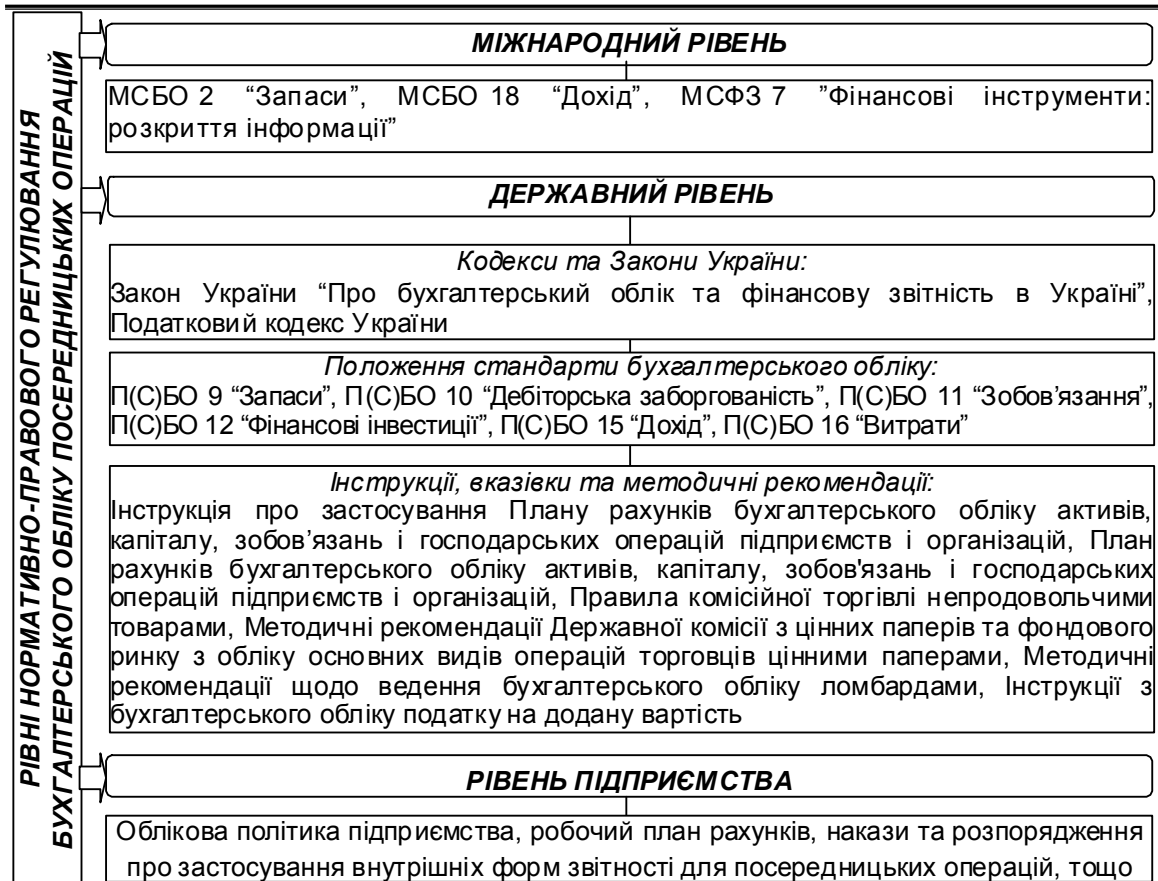 РІВНІ НОРМАТИВНО-ПРАВОВОГО РЕГУЛЮВАННЯ
БУХГАЛТЕРСЬКОГО ОБЛІКУ ПОСЕРЕДНИЦЬКИХ ОПЕРАЦІЙ
МІЖНАРОДНИЙ РІВЕНЬ
МСБО 2 “Запаси”, МСБО 18 “Дохід”, МСФЗ 7 ”Фінансові інструменти:
розкриття інформації”
ДЕРЖАВНИЙ РІВЕНЬ
Кодекси та Закони України:
Закон України “Про бухгалтерський облік та фінансову звітність в Україні”,
Податковий кодекс України
Положення стандарти бухгалтерського обліку:
П(С)БО 9 “Запаси”, П(С)БО 10 “Дебіторська заборгованість”, П(С)БО 11 “Зобов’язання”,
П(С)БО 12 “Фінансові інвестиції”, П(С)БО 15 “Дохід”, П(С)БО 16 “Витрати”
Інструкції, вказівки та методичні рекомендації:
Інструкція про застосування Плану рахунків бухгалтерського обліку активів,
капіталу, зобов’язань і господарських операцій підприємств і організацій, План
рахунків бухгалтерського обліку активів, капіталу, зобов'язань і господарських
операцій підприємств і організацій, Правила комісійної торгівлі непродовольчими
товарами, Методичні рекомендації Державної комісії з цінних паперів та фондового
ринку з обліку основних видів операцій торговців цінними паперами, Методичні
рекомендації щодо ведення бухгалтерського обліку ломбардами, Інструкції з
бухгалтерського обліку податку на додану вартість
РІВЕНЬ ПІДПРИЄМСТВА
Облікова політика підприємства, робочий план рахунків, накази та розпорядження
про застосування внутрішніх форм звітності для посередницьких операцій, тощо